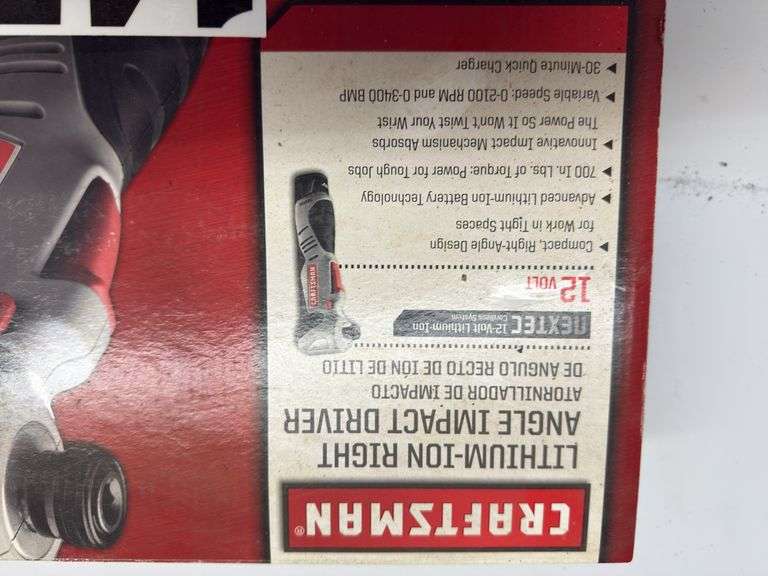 CRAFTSMAN®
LITHIUM-ION RIGHT
ANGLE IMPACT DRIVER
ATORNILLADOR DE IMPACTO
DE ANGULO RECTO DE IÓN DE LITIO
NEXTEC 12-Volt Lithium-Ion
Cordless System
12 VOLT
CRAFTSMAN
▶ Compact, Right-Angle Design
for Work in Tight Spaces
▶ Advanced Lithium-Ion Battery Technology
▶ 700 In. Lbs. of Torque: Power for Tough Jobs
▶ Innovative Impact Mechanism Absorbs
The Power So It Won't Twist Your Wrist
▶ Variable Speed: 0-2100 RPM and 0-3400 BMP
▶ 30-Minute Quick Charger